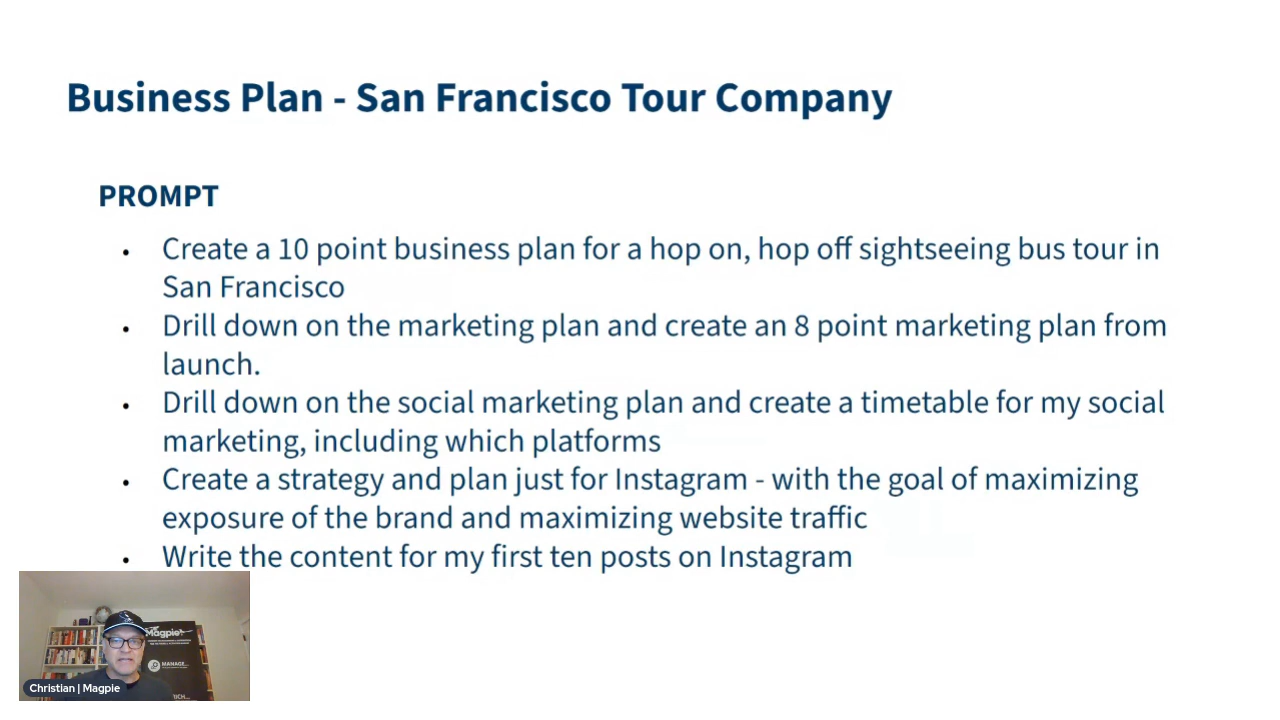 Business Plan - San Francisco Tour Company
PROMPT
• Create a 10 point business plan for a hop on, hop off sightseeing bus tour in
San Francisco
• Drill down on the marketing plan and create an 8 point marketing plan from
launch.
• Drill down on the social marketing plan and create a timetable for my social
marketing, including which platforms
• Create a strategy and plan just for Instagram - with the goal of maximizing
exposure of the brand and maximizing website traffic
• Write the content for my first ten posts on Instagram
Magpie
MANAGE
Christian | Magpie